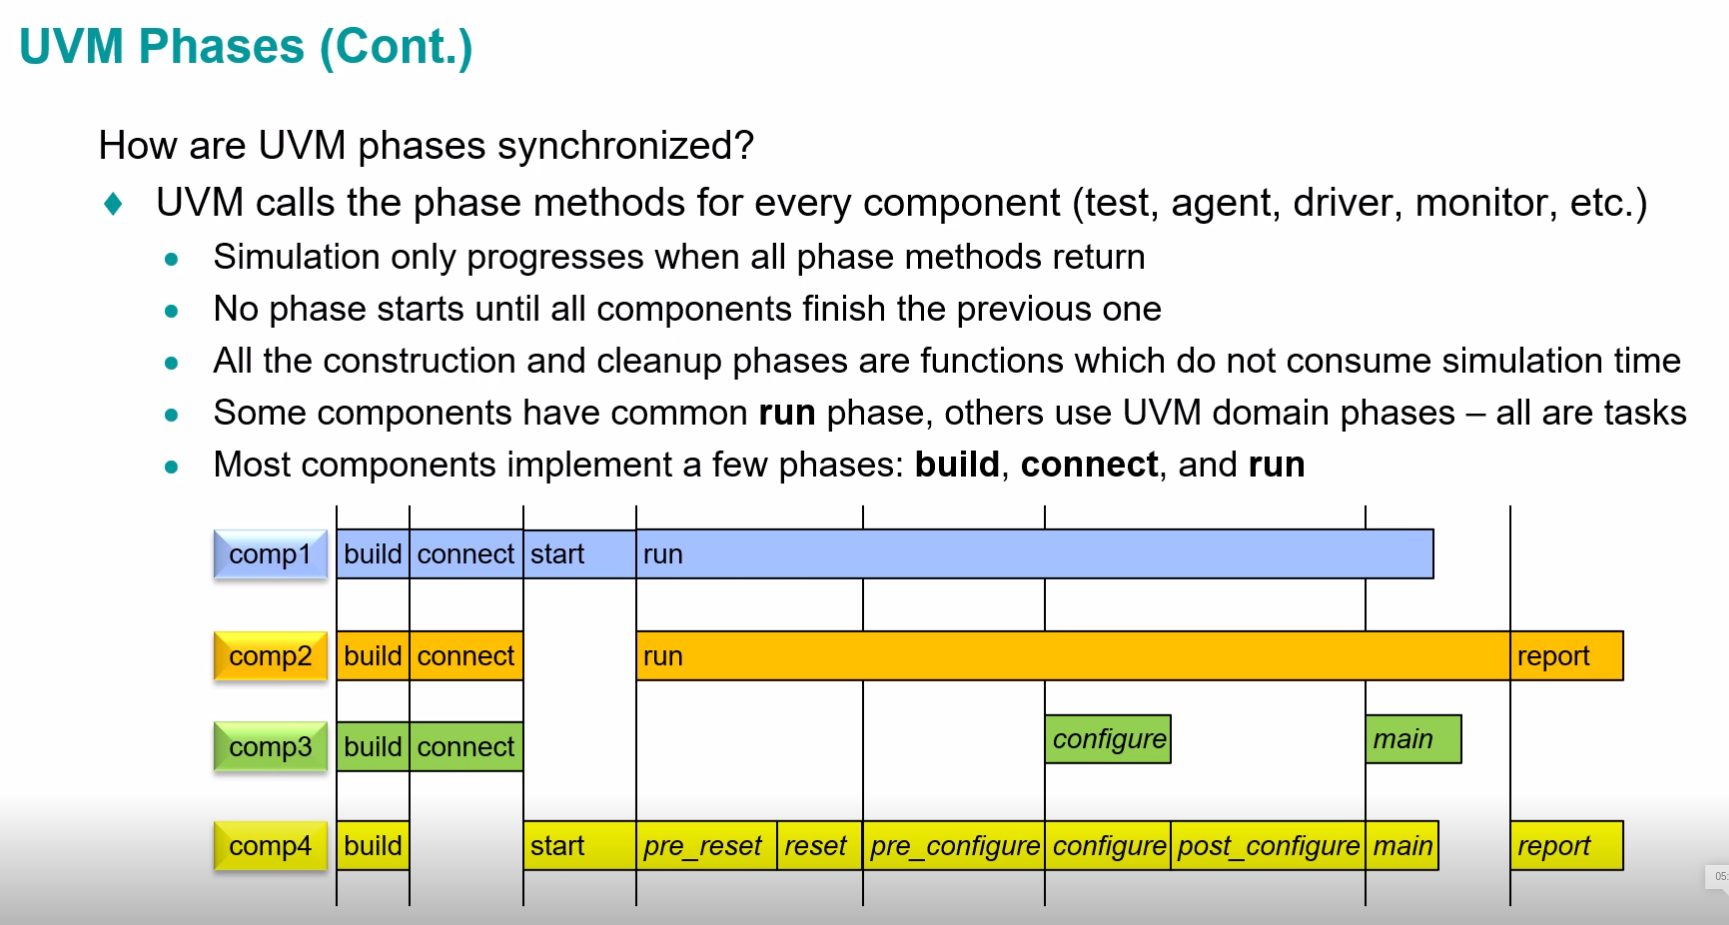 UVM Phases (Cont.)
How are UVM phases synchronized?
UVM calls the phase methods for every component (test, agent, driver, monitor, etc.)
Simulation only progresses when all phase methods return
No phase starts until all components finish the previous one
All the construction and cleanup phases are functions which do not consume simulation time
Some components have common run phase, others use UVM domain phases – all are tasks
Most components implement a few phases: build, connect, and run
comp1 build connect start run
comp2 build connect run report
comp3 build connect configure main
comp4 build start pre_reset reset pre_configure configure post_configure main report
05: